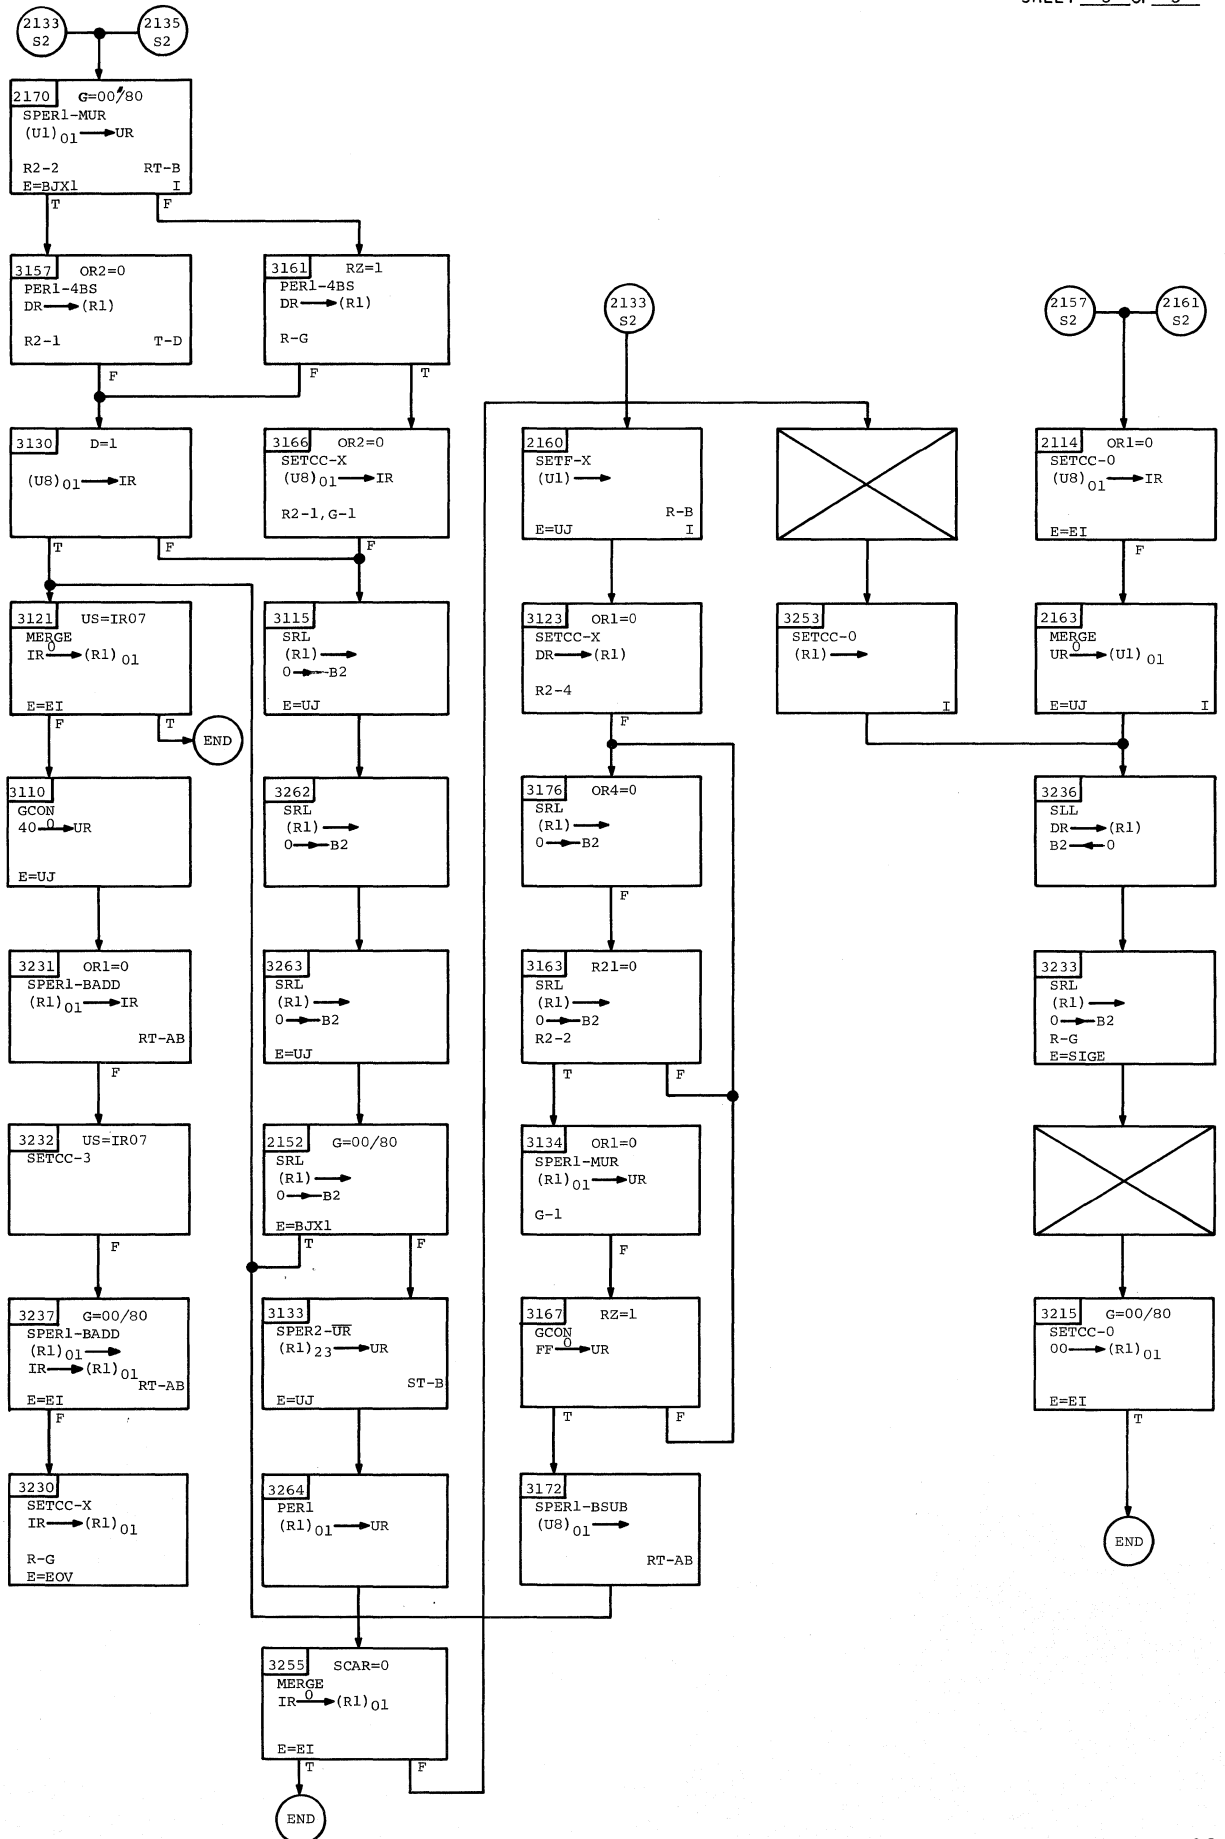 2133
S2
2135
S2
2170 G=00/80
SPER1-MUR
(U1)01 UR
R2-2 RT-B
E=BJX1 I
T F
3157 OR2=0
PER1-4BS
DR (R1)
R2-1 T-D
F
3161 RZ=1
PER1-4BS
DR (R1)
R-G
F T
3130 D=1
(U8)01 IR
T F
3166 OR2=0
SETCC-X
(U8)01 IR
R2-1,G-1
F
3121 US=IR07
MERGE
IR 0 (R1)01
E=EI
F T
END
3110
GCON
40 0 UR
E=UJ
3231 OR1=0
SPER1-BADD
(R1)01 IR
RT-AB
F
3232 US=IR07
SETCC-3
F
3237 G=00/80
SPER1-BADD
(R1)01
IR (R1)01
RT-AB
E=EI
F
3230
SETCC-X
IR (R1)01
R-G
E=EOV
3115
SRL
(R1)
0 B2
E=UJ
3262
SRL
(R1)
0 B2
3263
SRL
(R1)
0 B2
E=UJ
2152 G=00/80
SRL
(R1)
0 B2
E=BJX1
T F
3133
SPER2-UR
(R1)23 UR
ST-B
E=UJ
3264
PER1
(R1)01 UR
3255 SCAR=0
MERGE
IR 0 (R1)01
E=EI
T F
END
2133
S2
2160
SETF-X
(U1)
R-B
E=UJ I
3123 OR1=0
SETCC-X
DR (R1)
R2-4
F
3176 OR4=0
SRL
(R1)
0 B2
F
3163 R21=0
SRL
(R1)
0 B2
R2-2
T F
3134 OR1=0
SPER1-MUR
(R1)01 UR
G-1
F
3167 RZ=1
GCON
FF 0 UR
T F
3172
SPER1-BSUB
(U8)01
RT-AB
3253
SETCC-0
(R1)
I
2157
S2
2161
S2
2114 OR1=0
SETCC-0
(U8)01 IR
E=EI
F
2163
MERGE
UR 0 (U1)01
E=UJ I
3236
SLL
DR (R1)
B2 0
3233
SRL
(R1)
0 B2
R-G
E=SIGE
3215 G=00/80
SETCC-0
00 (R1)01
E=EI
T
END